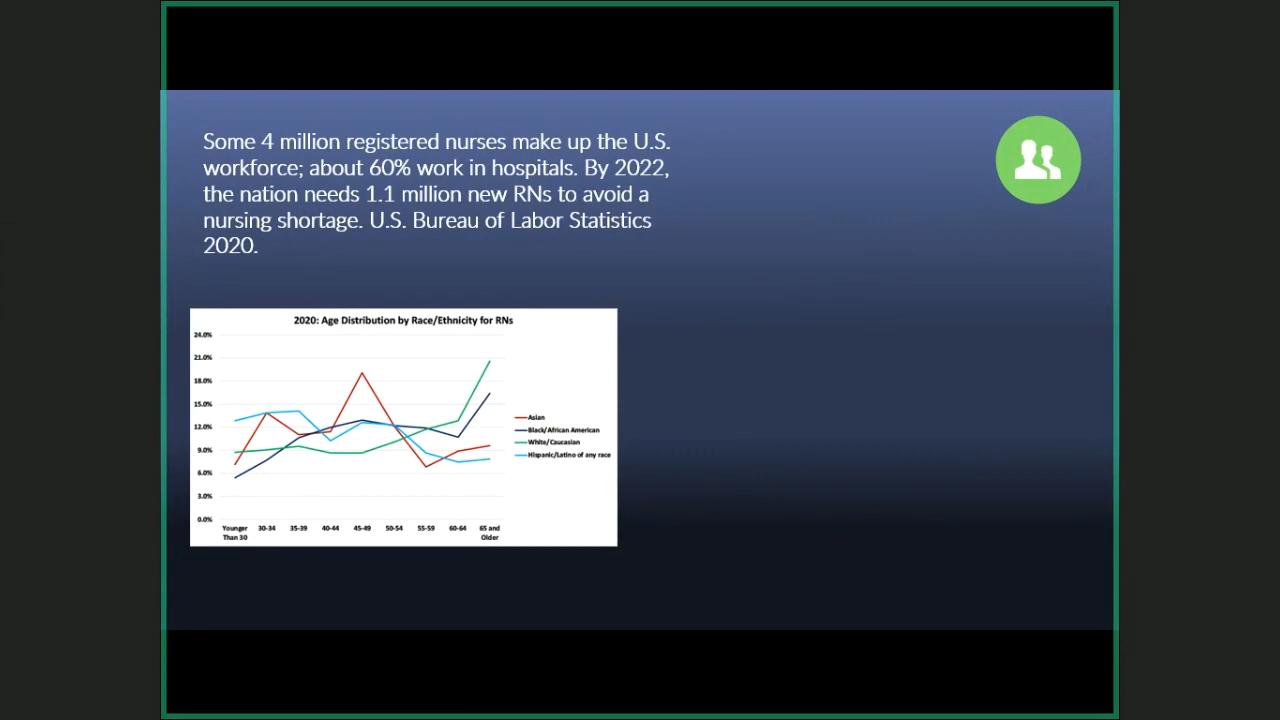 Some 4 million registered nurses make up the U.S.
workforce; about 60% work in hospitals. By 2022,
the nation needs 1.1 million new RNs to avoid a
nursing shortage. U.S. Bureau of Labor Statistics
2020.
2020: Age Distribution by Race/Ethnicity for RNs
24.0%
21.0%
18.0%
15.0%
12.0%
9.0%
6.0%
3.0%
0.0%
Younger Than 30
30-34
35-39
40-44
45-49
50-54
55-59
60-64
65 and Older
Asian
Black/African American
White/Caucasian
Hispanic/Latino of any race